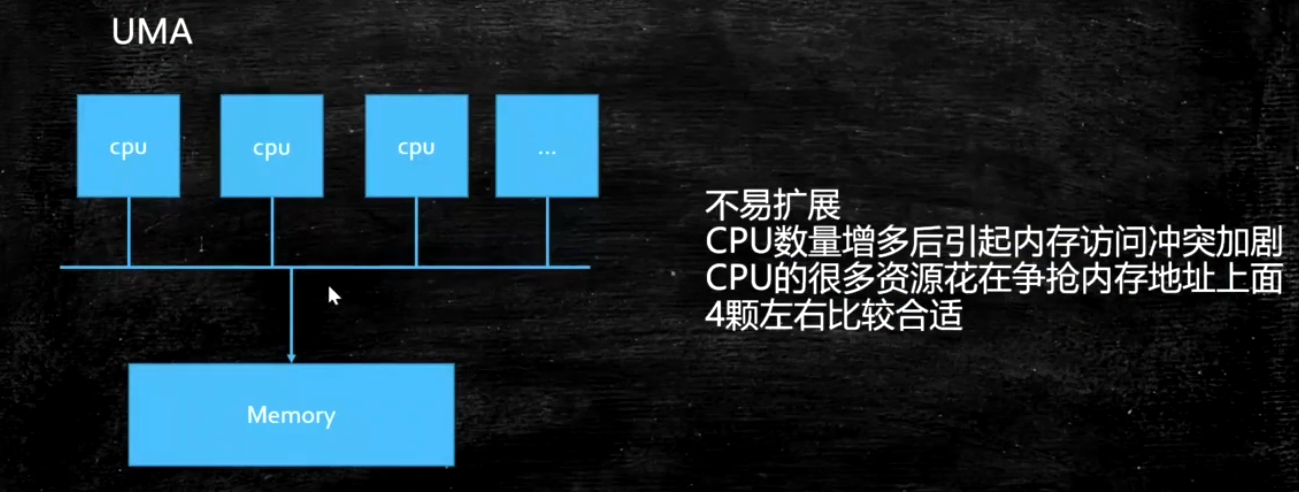 UMA
cpu
cpu
cpu
...
不易扩展
CPU数量增多后引起内存访问冲突加剧
CPU的很多资源花在争抢内存地址上面
4颗左右比较合适
Memory